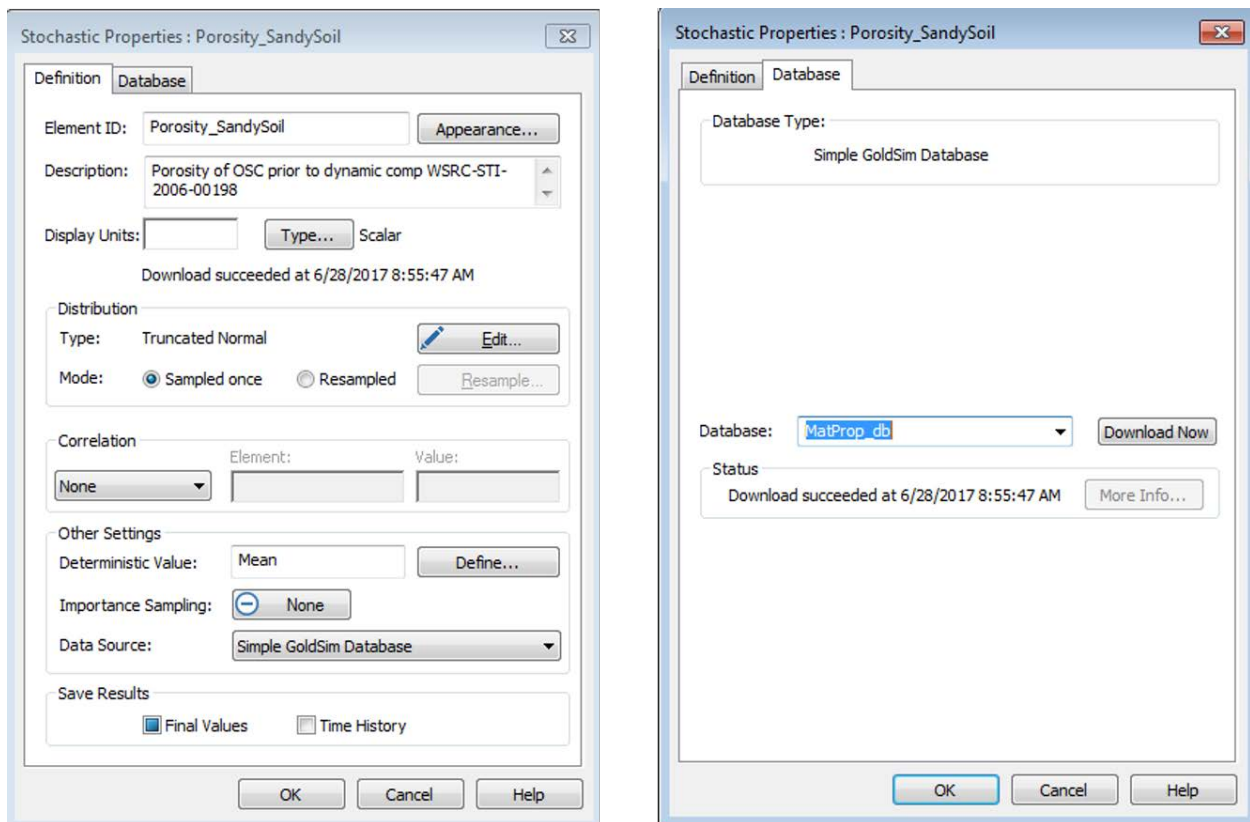 Stochastic Properties : Porosity_SandySoil
Definition Database
Element ID: Porosity_SandySoil Appearance...
Description: Porosity of OSC prior to dynamic comp WSRC-STI-
2006-00198
Display Units: Type... Scalar
Download succeeded at 6/28/2017 8:55:47 AM
Distribution
Type: Truncated Normal Edit...
Mode: Sampled once Resampled Resample...
Correlation
Element: Value:
None
Other Settings
Deterministic Value: Mean Define...
Importance Sampling: None
Data Source: Simple GoldSim Database
Save Results
Final Values Time History
OK Cancel Help
Stochastic Properties : Porosity_SandySoil
Definition Database
Database Type:
Simple GoldSim Database
Database: MatProp_db Download Now
Status
Download succeeded at 6/28/2017 8:55:47 AM More Info...
OK Cancel Help